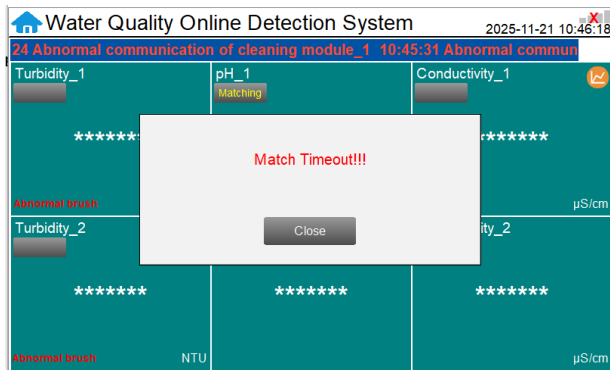 Water Quality Online Detection System
2025-11-21 10:46:18
X
24 Abnormal communication of cleaning module_1 10:45:31 Abnormal commun
Turbidity_1
pH_1
Conductivity_1
Matching
******
*******
Match Timeout!!!
Abnormal brush
µS/cm
Close
Turbidity_2
ity_2
*******
*******
*******
Abnormal brush
NTU
µS/cm